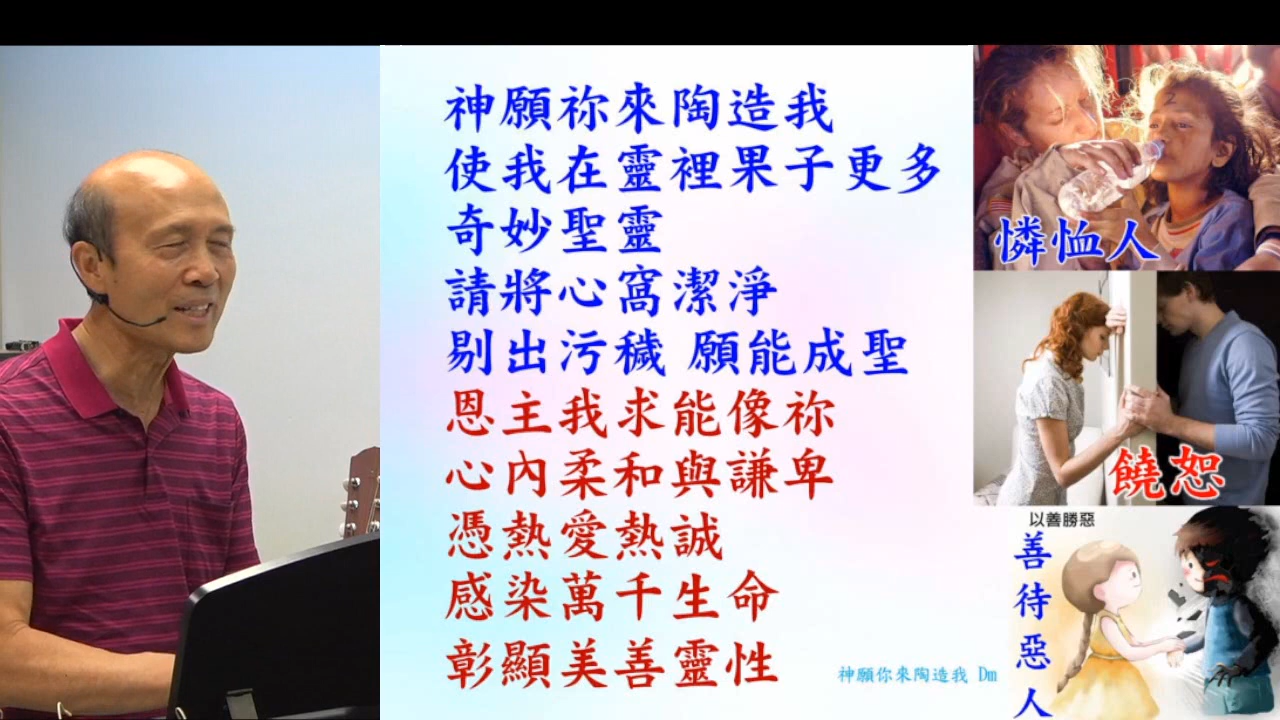 神願祢來陶造我
使我在靈裡果子更多
奇妙聖靈
請將心窩潔淨
剔出污穢 願能成聖
恩主我求能像祢
心內柔和與謙卑
憑熱愛熱誠
感染萬千生命
彰顯美善靈性
神願你來陶造我 Dm
憐恤人
饒恕
以善勝惡
善待惡人